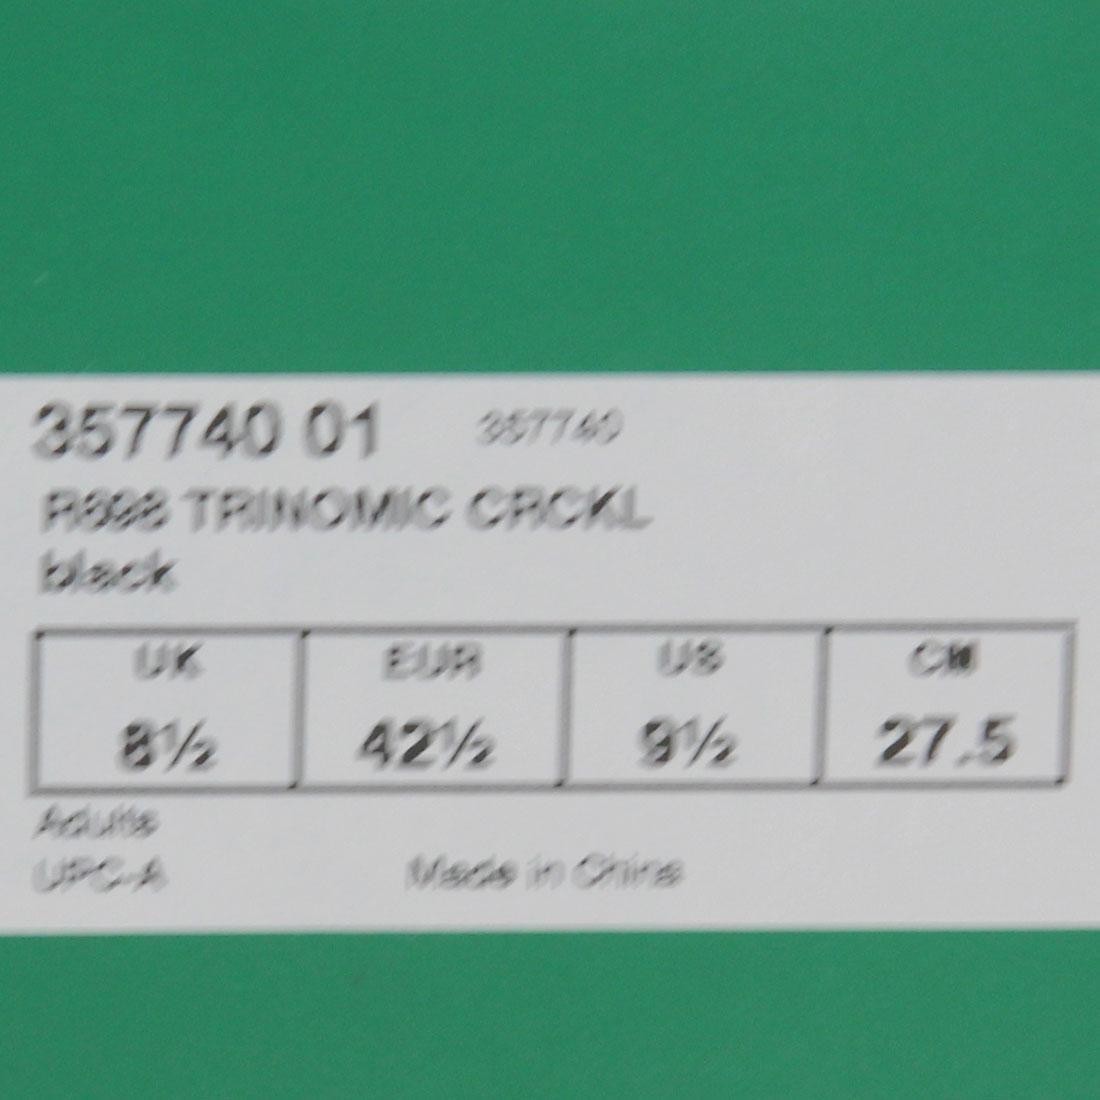 357740 01 357740
R698 TRINOMIC CRCKL
black
UK EUR US CM
8½ 42½ 9½ 27.5
Adults
UPC-A Made in China